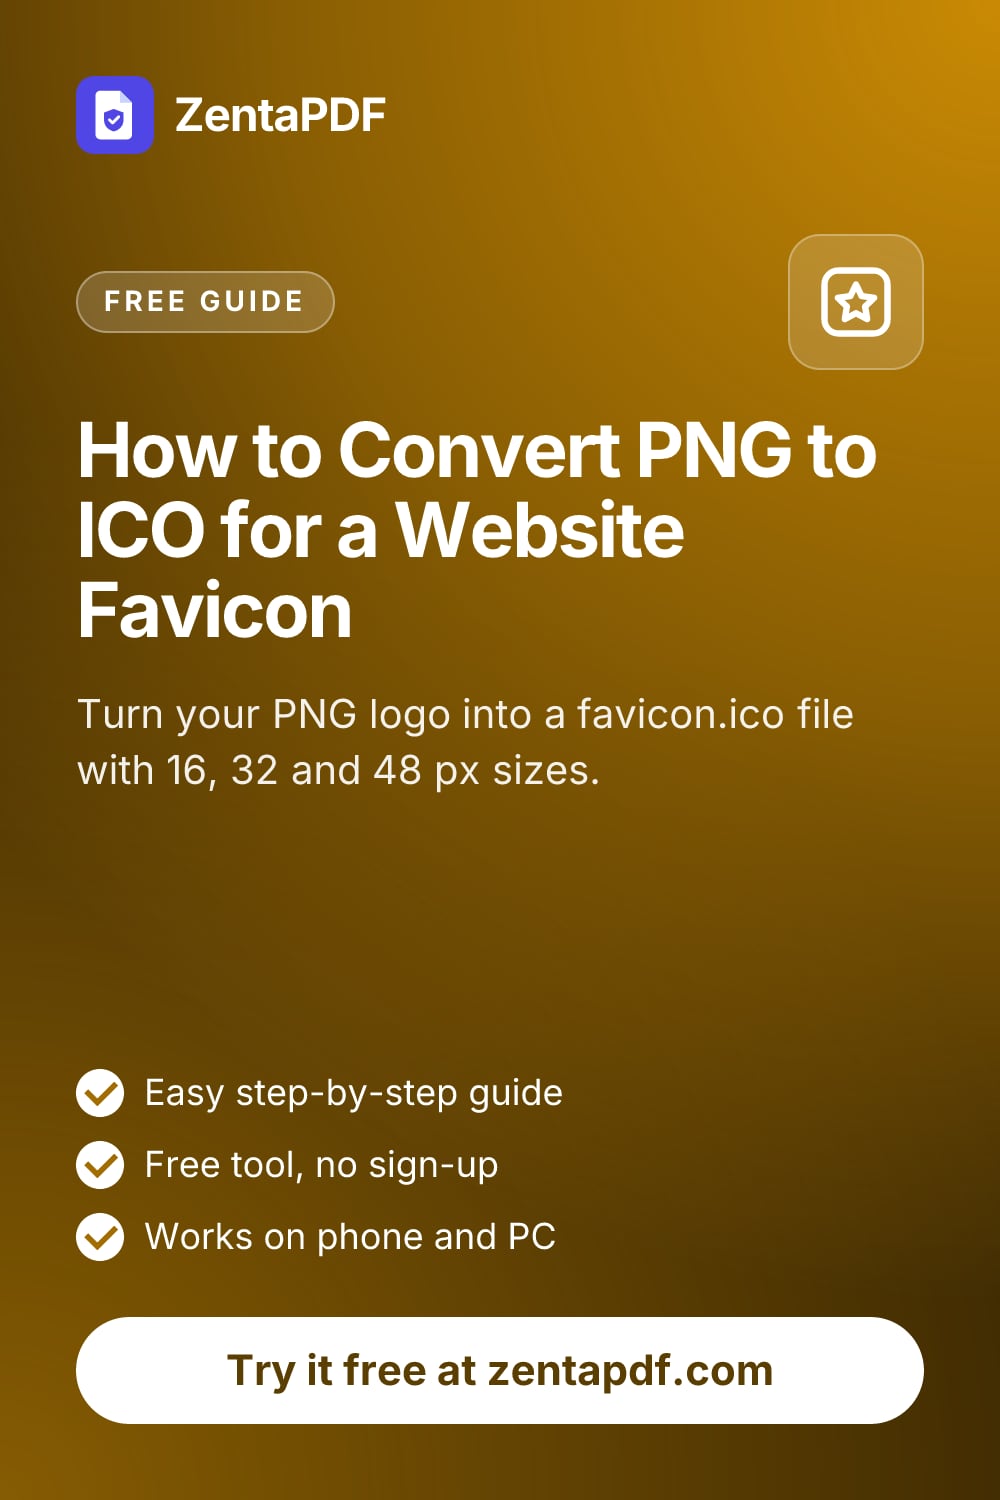 ZentaPDF
FREE GUIDE
How to Convert PNG to
ICO for a Website
Favicon
Turn your PNG logo into a favicon.ico file
with 16, 32 and 48 px sizes.
Easy step-by-step guide
Free tool, no sign-up
Works on phone and PC
Try it free at zentapdf.com